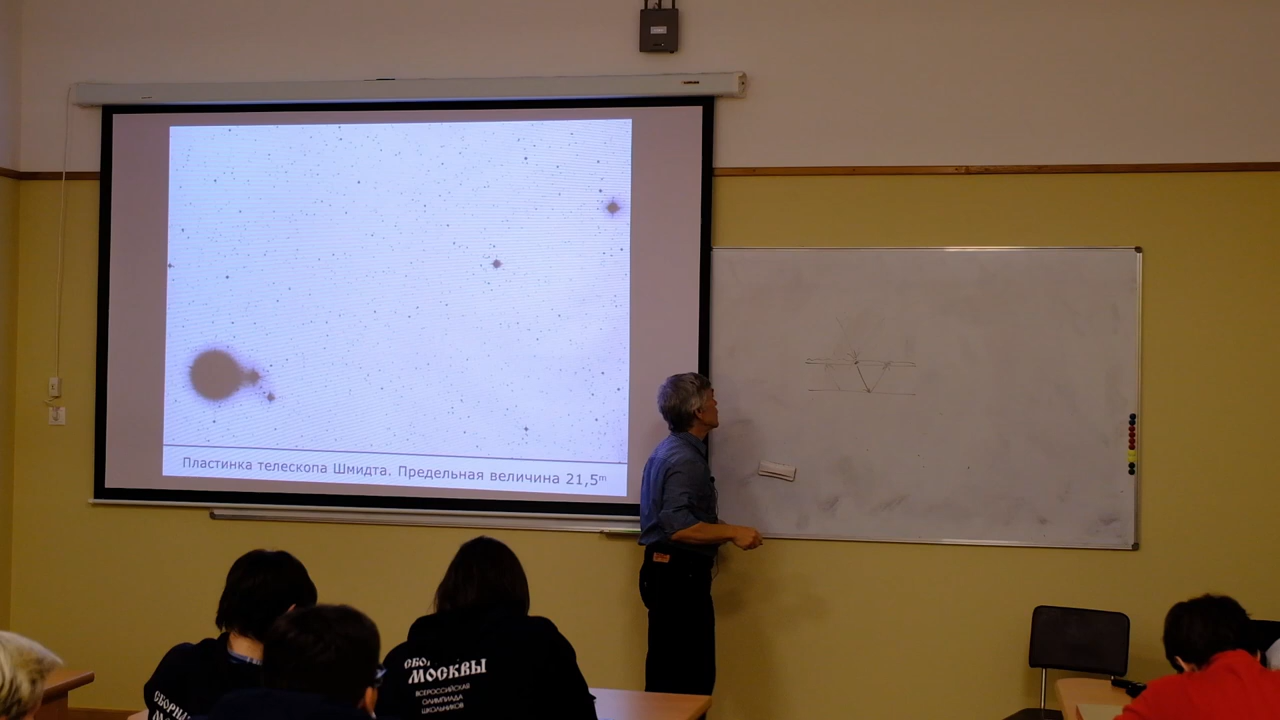 Пластинка телескопа Шмидта. Предельная величина 21,5ᵐ
МОСКВЫ
ВСЕРОССИЙСКАЯ
ОЛИМПИАДА
ШКОЛЬНИКОВ